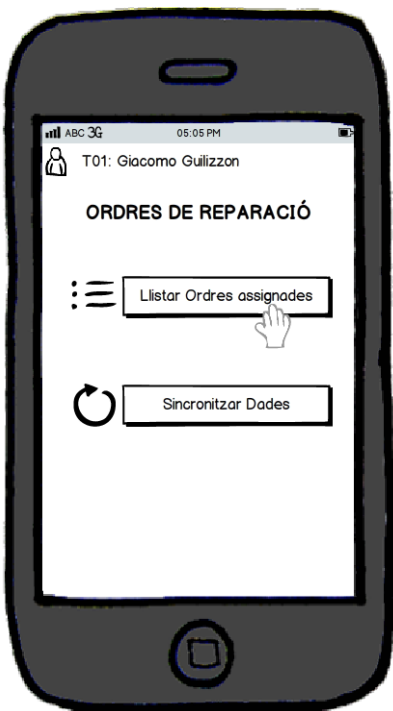 ABC 3G 05:05 PM
T01: Giacomo Guilizzon
ORDRES DE REPARACIÓ
Llistar Ordres assignades
Sincronitzar Dades